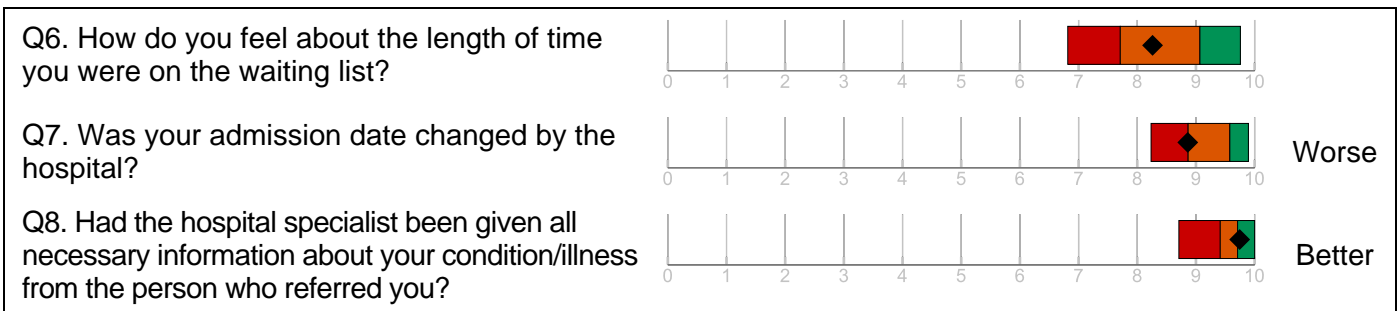 Q6. How do you feel about the length of time
you were on the waiting list?
0 1 2 3 4 5 6 7 8 9 10
Q7. Was your admission date changed by the
hospital?
Worse
0 1 2 3 4 5 6 7 8 9 10
Q8. Had the hospital specialist been given all
necessary information about your condition/illness
from the person who referred you?
Better
0 1 2 3 4 5 6 7 8 9 10